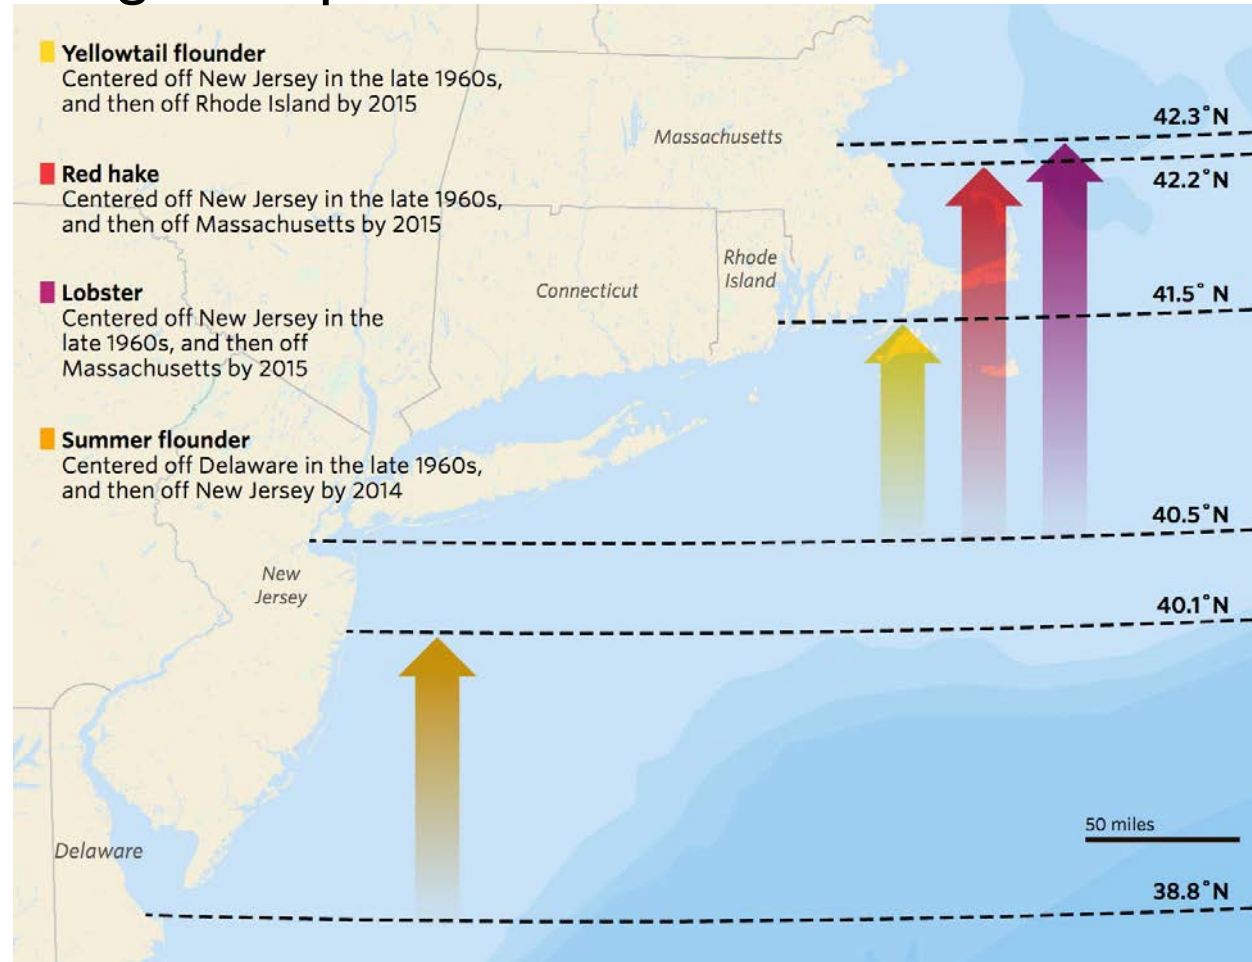 Yellowtail flounder
Centered off New Jersey in the late 1960s,
and then off Rhode Island by 2015
Red hake
Centered off New Jersey in the late 1960s,
and then off Massachusetts by 2015
Lobster
Centered off New Jersey in the
late 1960s, and then off
Massachusetts by 2015
Summer flounder
Centered off Delaware in the late 1960s,
and then off New Jersey by 2014
Massachusetts
Connecticut
Rhode
Island
New
Jersey
Delaware
42.3°N
42.2°N
41.5° N
40.5°N
40.1°N
50 miles
38.8°N